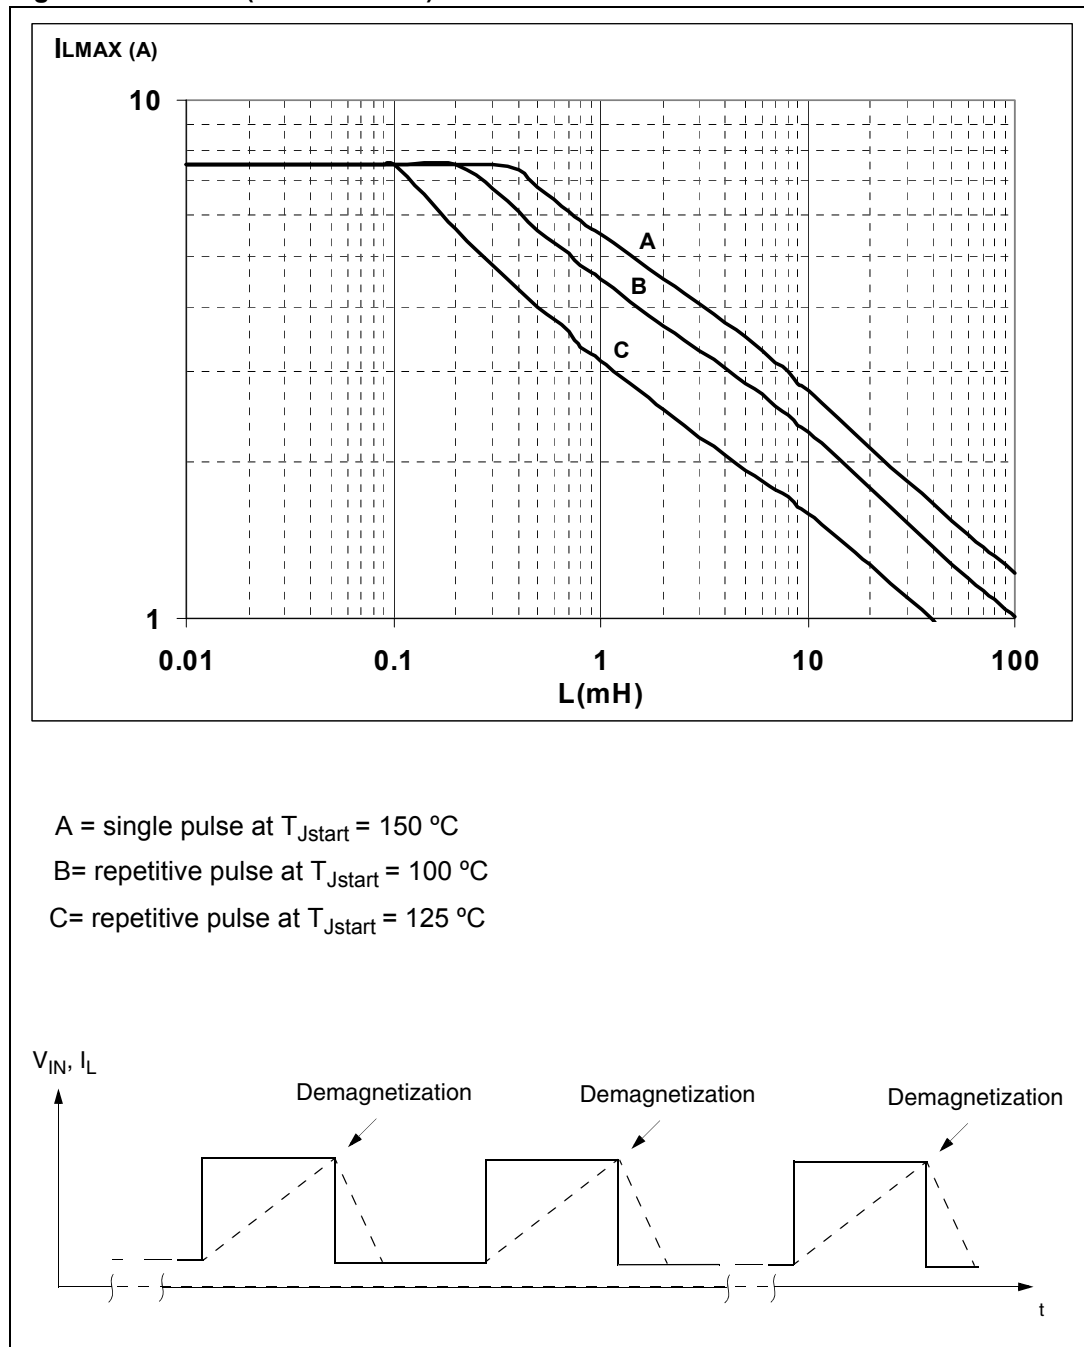 ILMAX (A)
10
A
B
C
1
0.01 0.1 1 10 100
L(mH)
A = single pulse at TJstart = 150 ºC
B= repetitive pulse at TJstart = 100 ºC
C= repetitive pulse at TJstart = 125 ºC
VIN, IL
Demagnetization Demagnetization Demagnetization
t